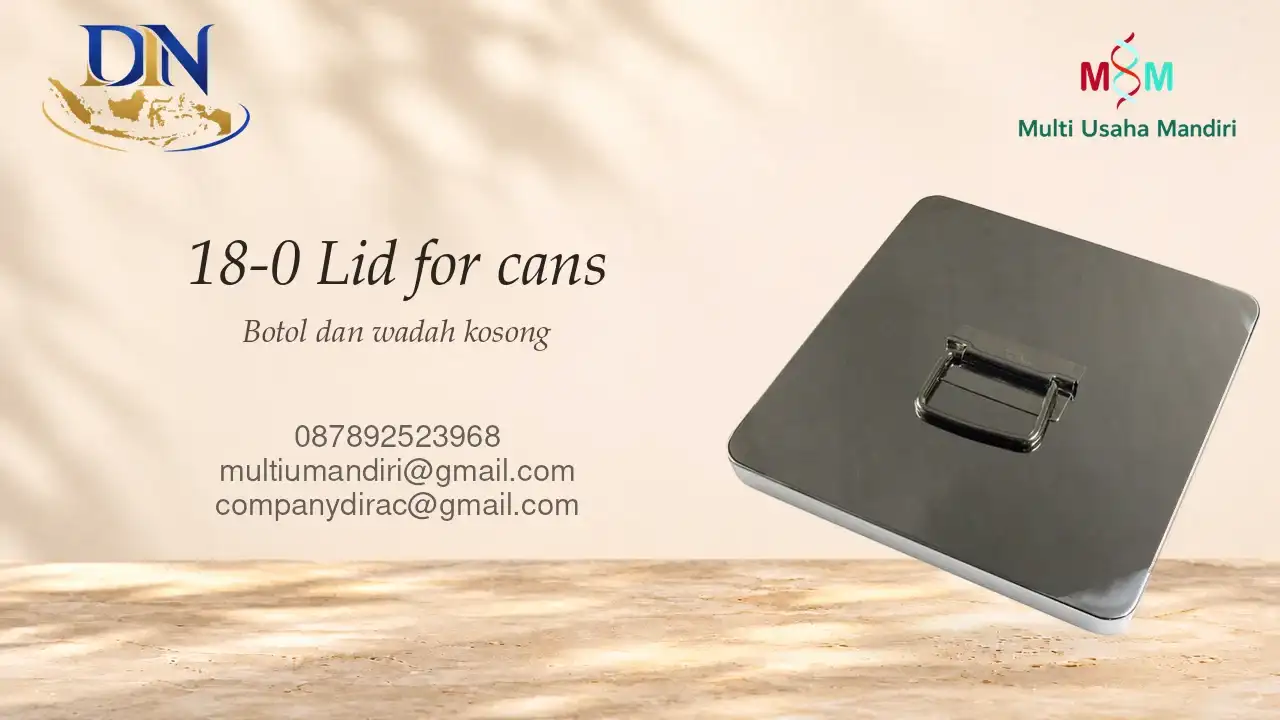 DN
M M
Multi Usaha Mandiri
18-0 Lid for cans
Botol dan wadah kosong
087892523968
multiumandiri@gmail.com
companydirac@gmail.com